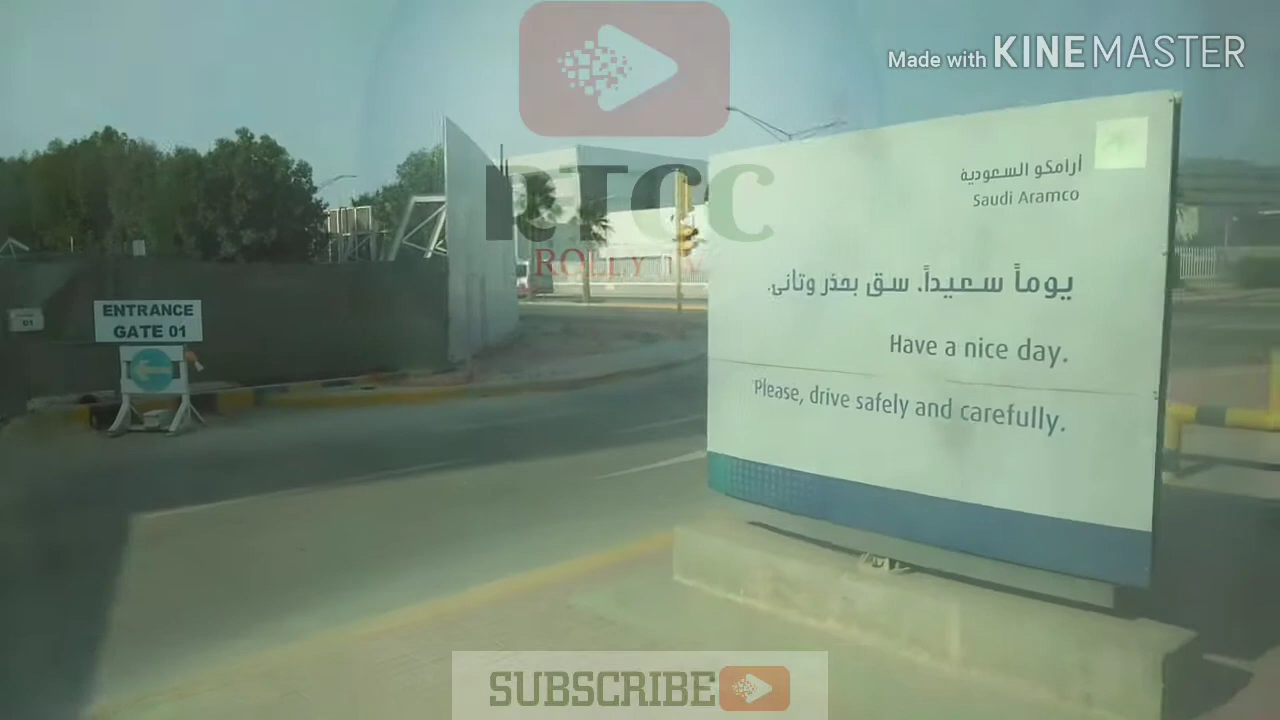 Made with KINEMASTER
RTCC
ROLLY TV
أرامكو السعودية
Saudi Aramco
يوماً سعيداً. سق بحذر وتأنى.
Have a nice day.
Please, drive safely and carefully.
ENTRANCE
GATE 01
01
SUBSCRIBE